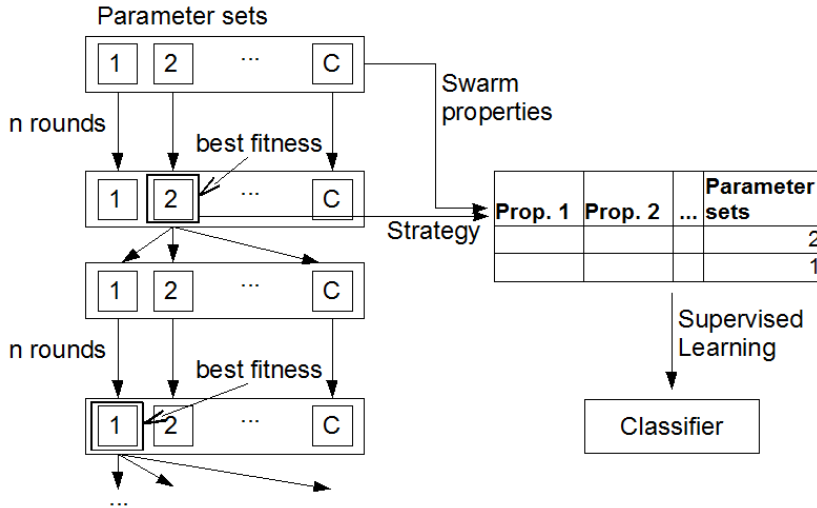 Parameter sets
1 2 ... C
Swarm
properties
n rounds
best fitness
1 2 ... C
Strategy
Prop. 1 Prop. 2 ... Parameter
sets
2
1
1 2 ... C
n rounds
Supervised
Learning
best fitness
1 2 ... C
Classifier
...